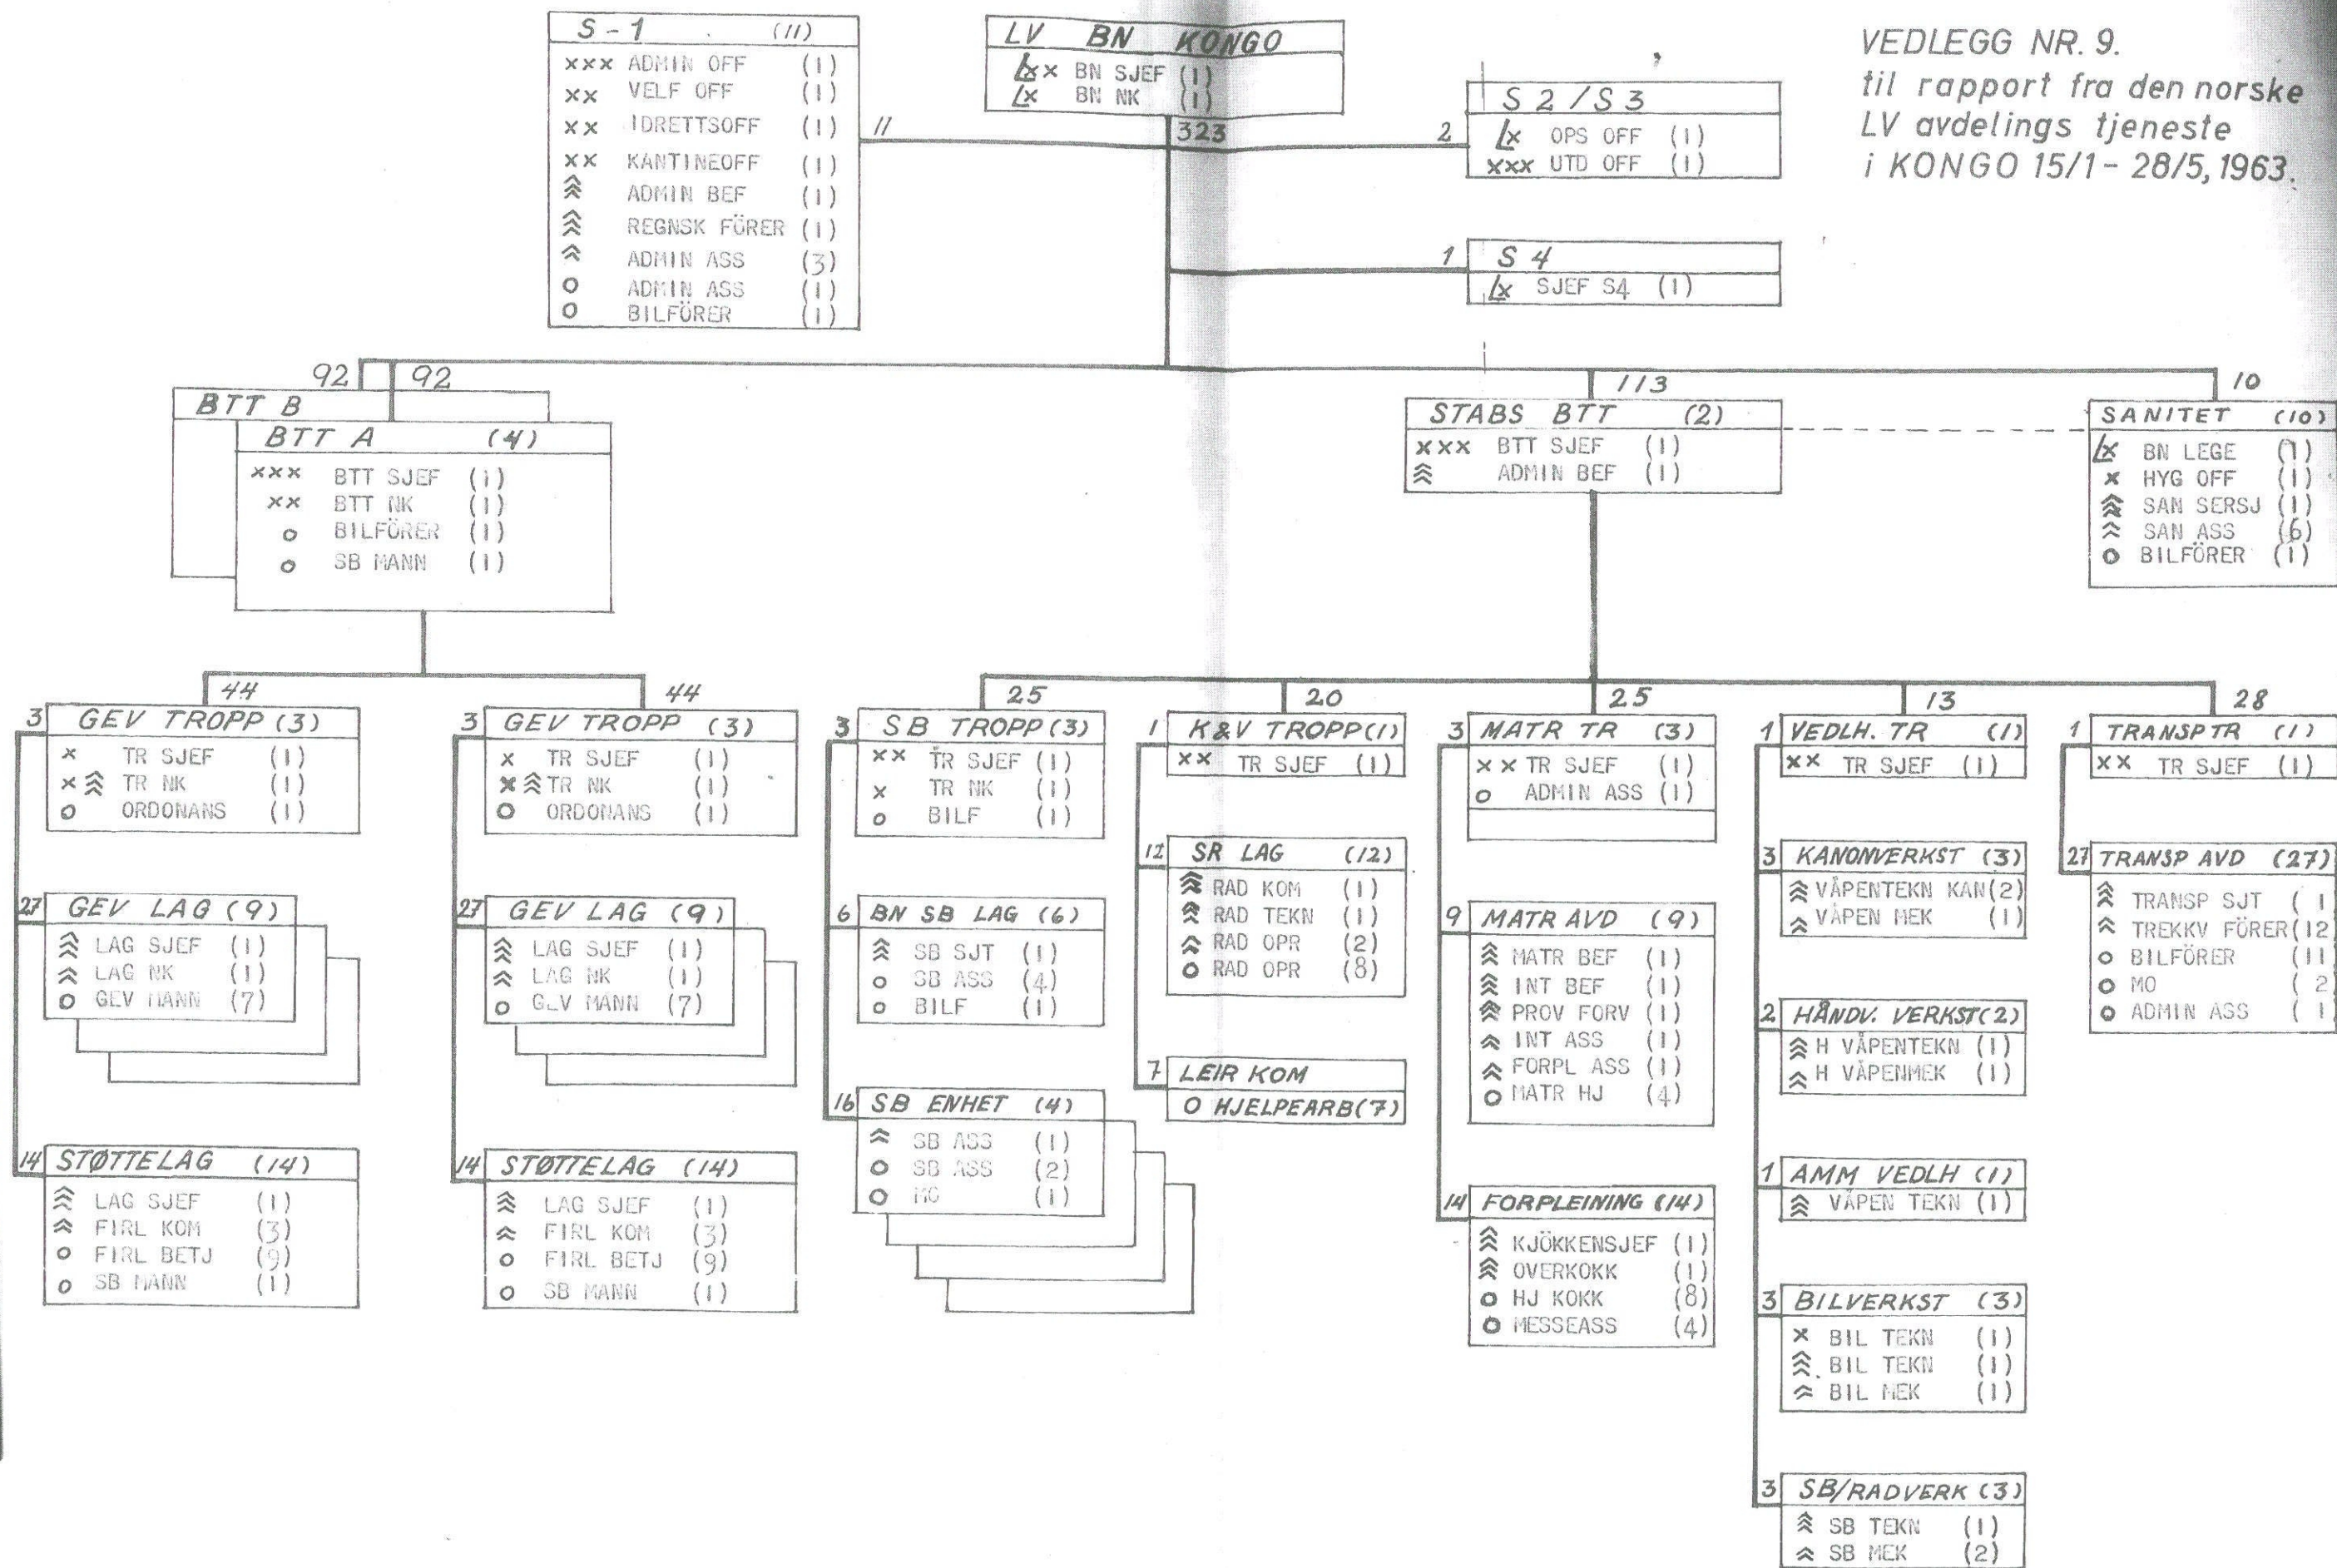 VEDLEGG NR. 9.
til rapport fra den norske
LV avdelings tjeneste
i KONGO 15/1 - 28/5, 1963.
S-1 (11)
××× ADMIN OFF (1)
×× VELF OFF (1)
×× IDRETTSOFF (1)
×× KANTINEOFF (1)
ADMIN BEF (1)
REGNSK FÖRER (1)
ADMIN ASS (3)
O ADMIN ASS (1)
O BILFÖRER (1)
11
LV BN KONGO
×× BN SJEF (1)
× BN NK (1)
323
2
S2/S3
× OPS OFF (1)
××× UTD OFF (1)
1
S4
× SJEF S4 (1)
92
92
BTT B
BTT A (4)
××× BTT SJEF (1)
×× BTT NK (1)
O BILFÖRER (1)
O SB MANN (1)
113
STABS BTT (2)
××× BTT SJEF (1)
ADMIN BEF (1)
10
SANITET (10)
× BN LEGE (1)
× HYG OFF (1)
SAN SERSJ (1)
SAN ASS (6)
O BILFÖRER (1)
44
3
GEV TROPP (3)
× TR SJEF (1)
× TR NK (1)
O ORDONANS (1)
27
GEV LAG (9)
LAG SJEF (1)
LAG NK (1)
O GEV MANN (7)
14
STØTTELAG (14)
LAG SJEF (1)
FIRL KOM (3)
O FIRL BETJ (9)
O SB MANN (1)
44
3
GEV TROPP (3)
× TR SJEF (1)
× TR NK (1)
O ORDONANS (1)
27
GEV LAG (9)
LAG SJEF (1)
LAG NK (1)
O GEV MANN (7)
14
STØTTELAG (14)
LAG SJEF (1)
FIRL KOM (3)
O FIRL BETJ (9)
O SB MANN (1)
25
3
SB TROPP (3)
×× TR SJEF (1)
× TR NK (1)
O BILF (1)
6
BN SB LAG (6)
SB SJT (1)
O SB ASS (4)
O BILF (1)
16
SB ENHET (4)
SB ASS (1)
O SB ASS (2)
O MO (1)
20
1
K&V TROPP (1)
×× TR SJEF (1)
12
SR LAG (12)
RAD KOM (1)
RAD TEKN (1)
RAD OPR (2)
O RAD OPR (8)
7
LEIR KOM
O HJELPEARB (7)
25
3
MATR TR (3)
×× TR SJEF (1)
O ADMIN ASS (1)
9
MATR AVD (9)
MATR BEF (1)
INT BEF (1)
PROV FORV (1)
INT ASS (1)
FORPL ASS (1)
O MATR HJ (4)
14
FORPLEINING (14)
KJÖKKENSJEF (1)
OVERKOKK (1)
O HJ KOKK (8)
O MESSEASS (4)
13
1
VEDLH. TR (1)
×× TR SJEF (1)
3
KANONVERKST (3)
VÅPENTEKN KAN (2)
VÅPEN MEK (1)
2
HÅNDV. VERKST (2)
H VÅPENTEKN (1)
H VÅPENMEK (1)
1
AMM VEDLH (1)
VÅPEN TEKN (1)
3
BILVERKST (3)
× BIL TEKN (1)
BIL TEKN (1)
BIL MEK (1)
3
SB/RADVERK (3)
SB TEKN (1)
SB MEK (2)
28
1
TRANSP TR (1)
×× TR SJEF (1)
27
TRANSP AVD (27)
TRANSP SJT (1
TREKKV FÖRER (12
O BILFÖRER (11
O MO (2
O ADMIN ASS (1